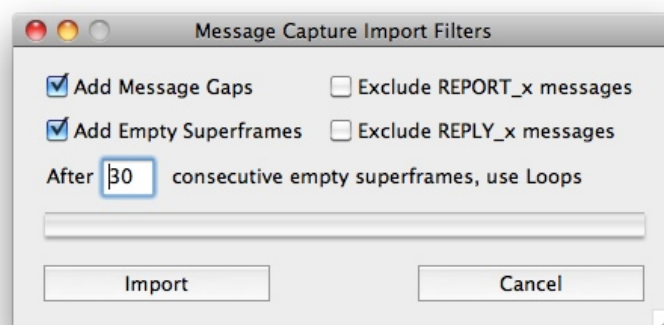 Message Capture Import Filters
Add Message Gaps Exclude REPORT_x messages
Add Empty Superframes Exclude REPLY_x messages
After 30 consecutive empty superframes, use Loops
Import Cancel